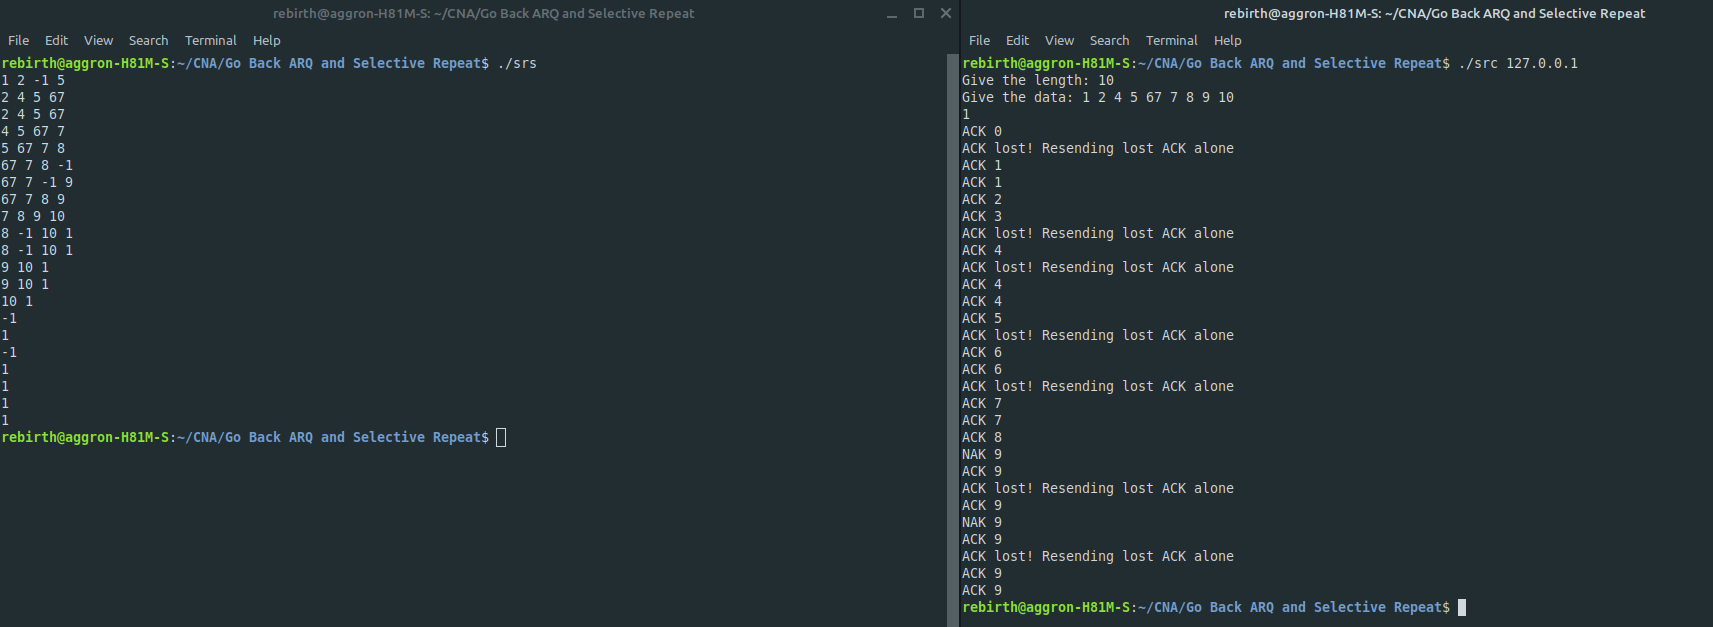 rebirth@aggron-H81M-S: ~/CNA/Go Back ARQ and Selective Repeat
File Edit View Search Terminal Help
rebirth@aggron-H81M-S:~/CNA/Go Back ARQ and Selective Repeat$ ./srs
1 2 -1 5
2 4 5 67
2 4 5 67
4 5 67 7
5 67 7 8
67 7 8 -1
67 7 -1 9
67 7 8 9
7 8 9 10
8 -1 10 1
8 -1 10 1
9 10 1
9 10 1
10 1
-1
1
-1
1
1
1
1
rebirth@aggron-H81M-S:~/CNA/Go Back ARQ and Selective Repeat$
rebirth@aggron-H81M-S: ~/CNA/Go Back ARQ and Selective Repeat
File Edit View Search Terminal Help
rebirth@aggron-H81M-S:~/CNA/Go Back ARQ and Selective Repeat$ ./src 127.0.0.1
Give the length: 10
Give the data: 1 2 4 5 67 7 8 9 10
1
ACK 0
ACK lost! Resending lost ACK alone
ACK 1
ACK 1
ACK 2
ACK 3
ACK lost! Resending lost ACK alone
ACK 4
ACK lost! Resending lost ACK alone
ACK 4
ACK 4
ACK 5
ACK lost! Resending lost ACK alone
ACK 6
ACK 6
ACK lost! Resending lost ACK alone
ACK 7
ACK 7
ACK 8
NAK 9
ACK 9
ACK lost! Resending lost ACK alone
ACK 9
NAK 9
ACK 9
ACK lost! Resending lost ACK alone
ACK 9
ACK 9
rebirth@aggron-H81M-S:~/CNA/Go Back ARQ and Selective Repeat$